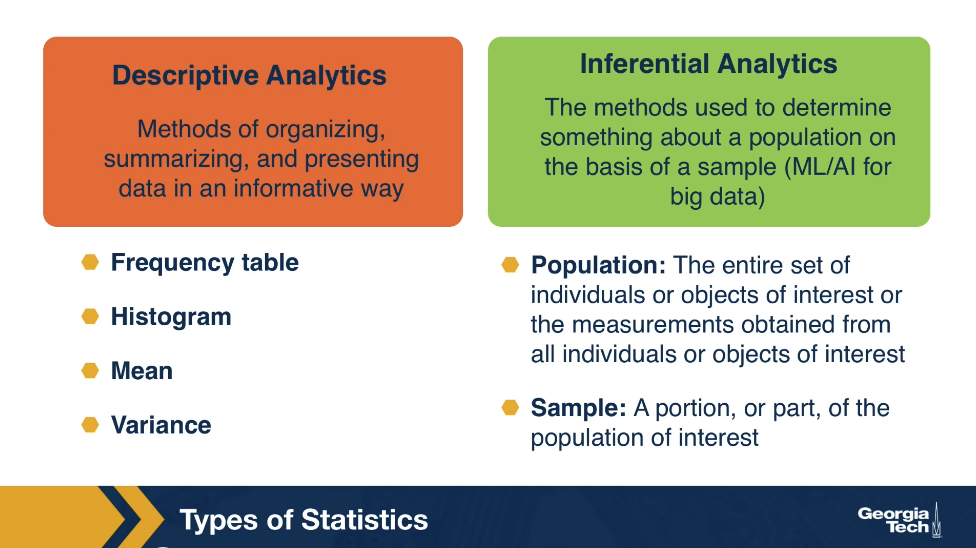 Descriptive Analytics
Methods of organizing,
summarizing, and presenting
data in an informative way
Frequency table
Histogram
Mean
Variance
Inferential Analytics
The methods used to determine
something about a population on
the basis of a sample (ML/AI for
big data)
Population: The entire set of
individuals or objects of interest or
the measurements obtained from
all individuals or objects of interest
Sample: A portion, or part, of the
population of interest
Types of Statistics
Georgia
Tech